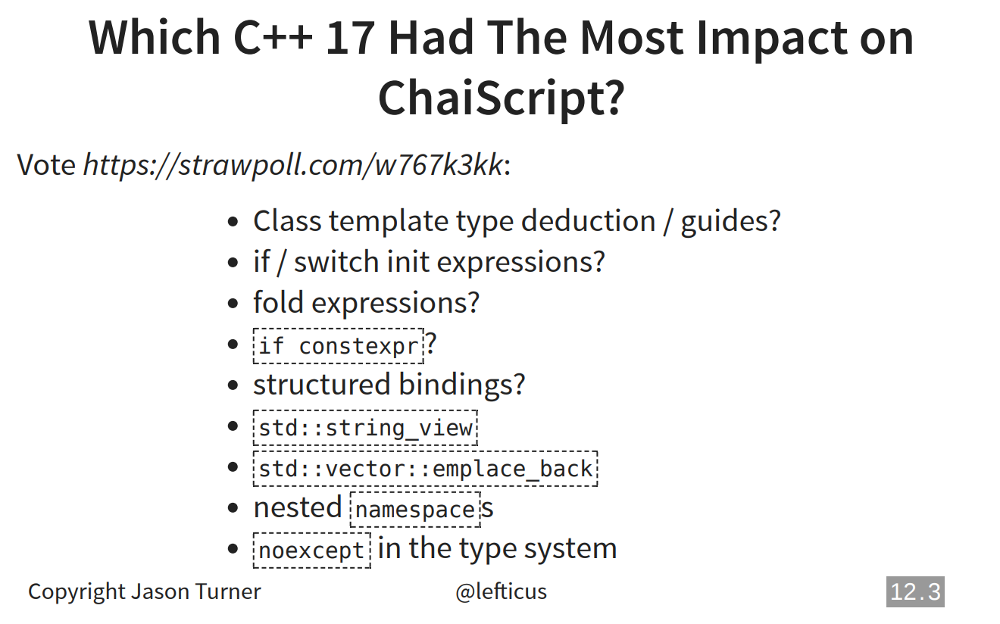 Which C++ 17 Had The Most Impact on
ChaiScript?
Vote https://strawpoll.com/w767k3kk:
• Class template type deduction / guides?
• if / switch init expressions?
• fold expressions?
• if constexpr?
• structured bindings?
• std::string_view
• std::vector::emplace_back
• nested namespaces
• noexcept in the type system
Copyright Jason Turner @lefticus 12.3